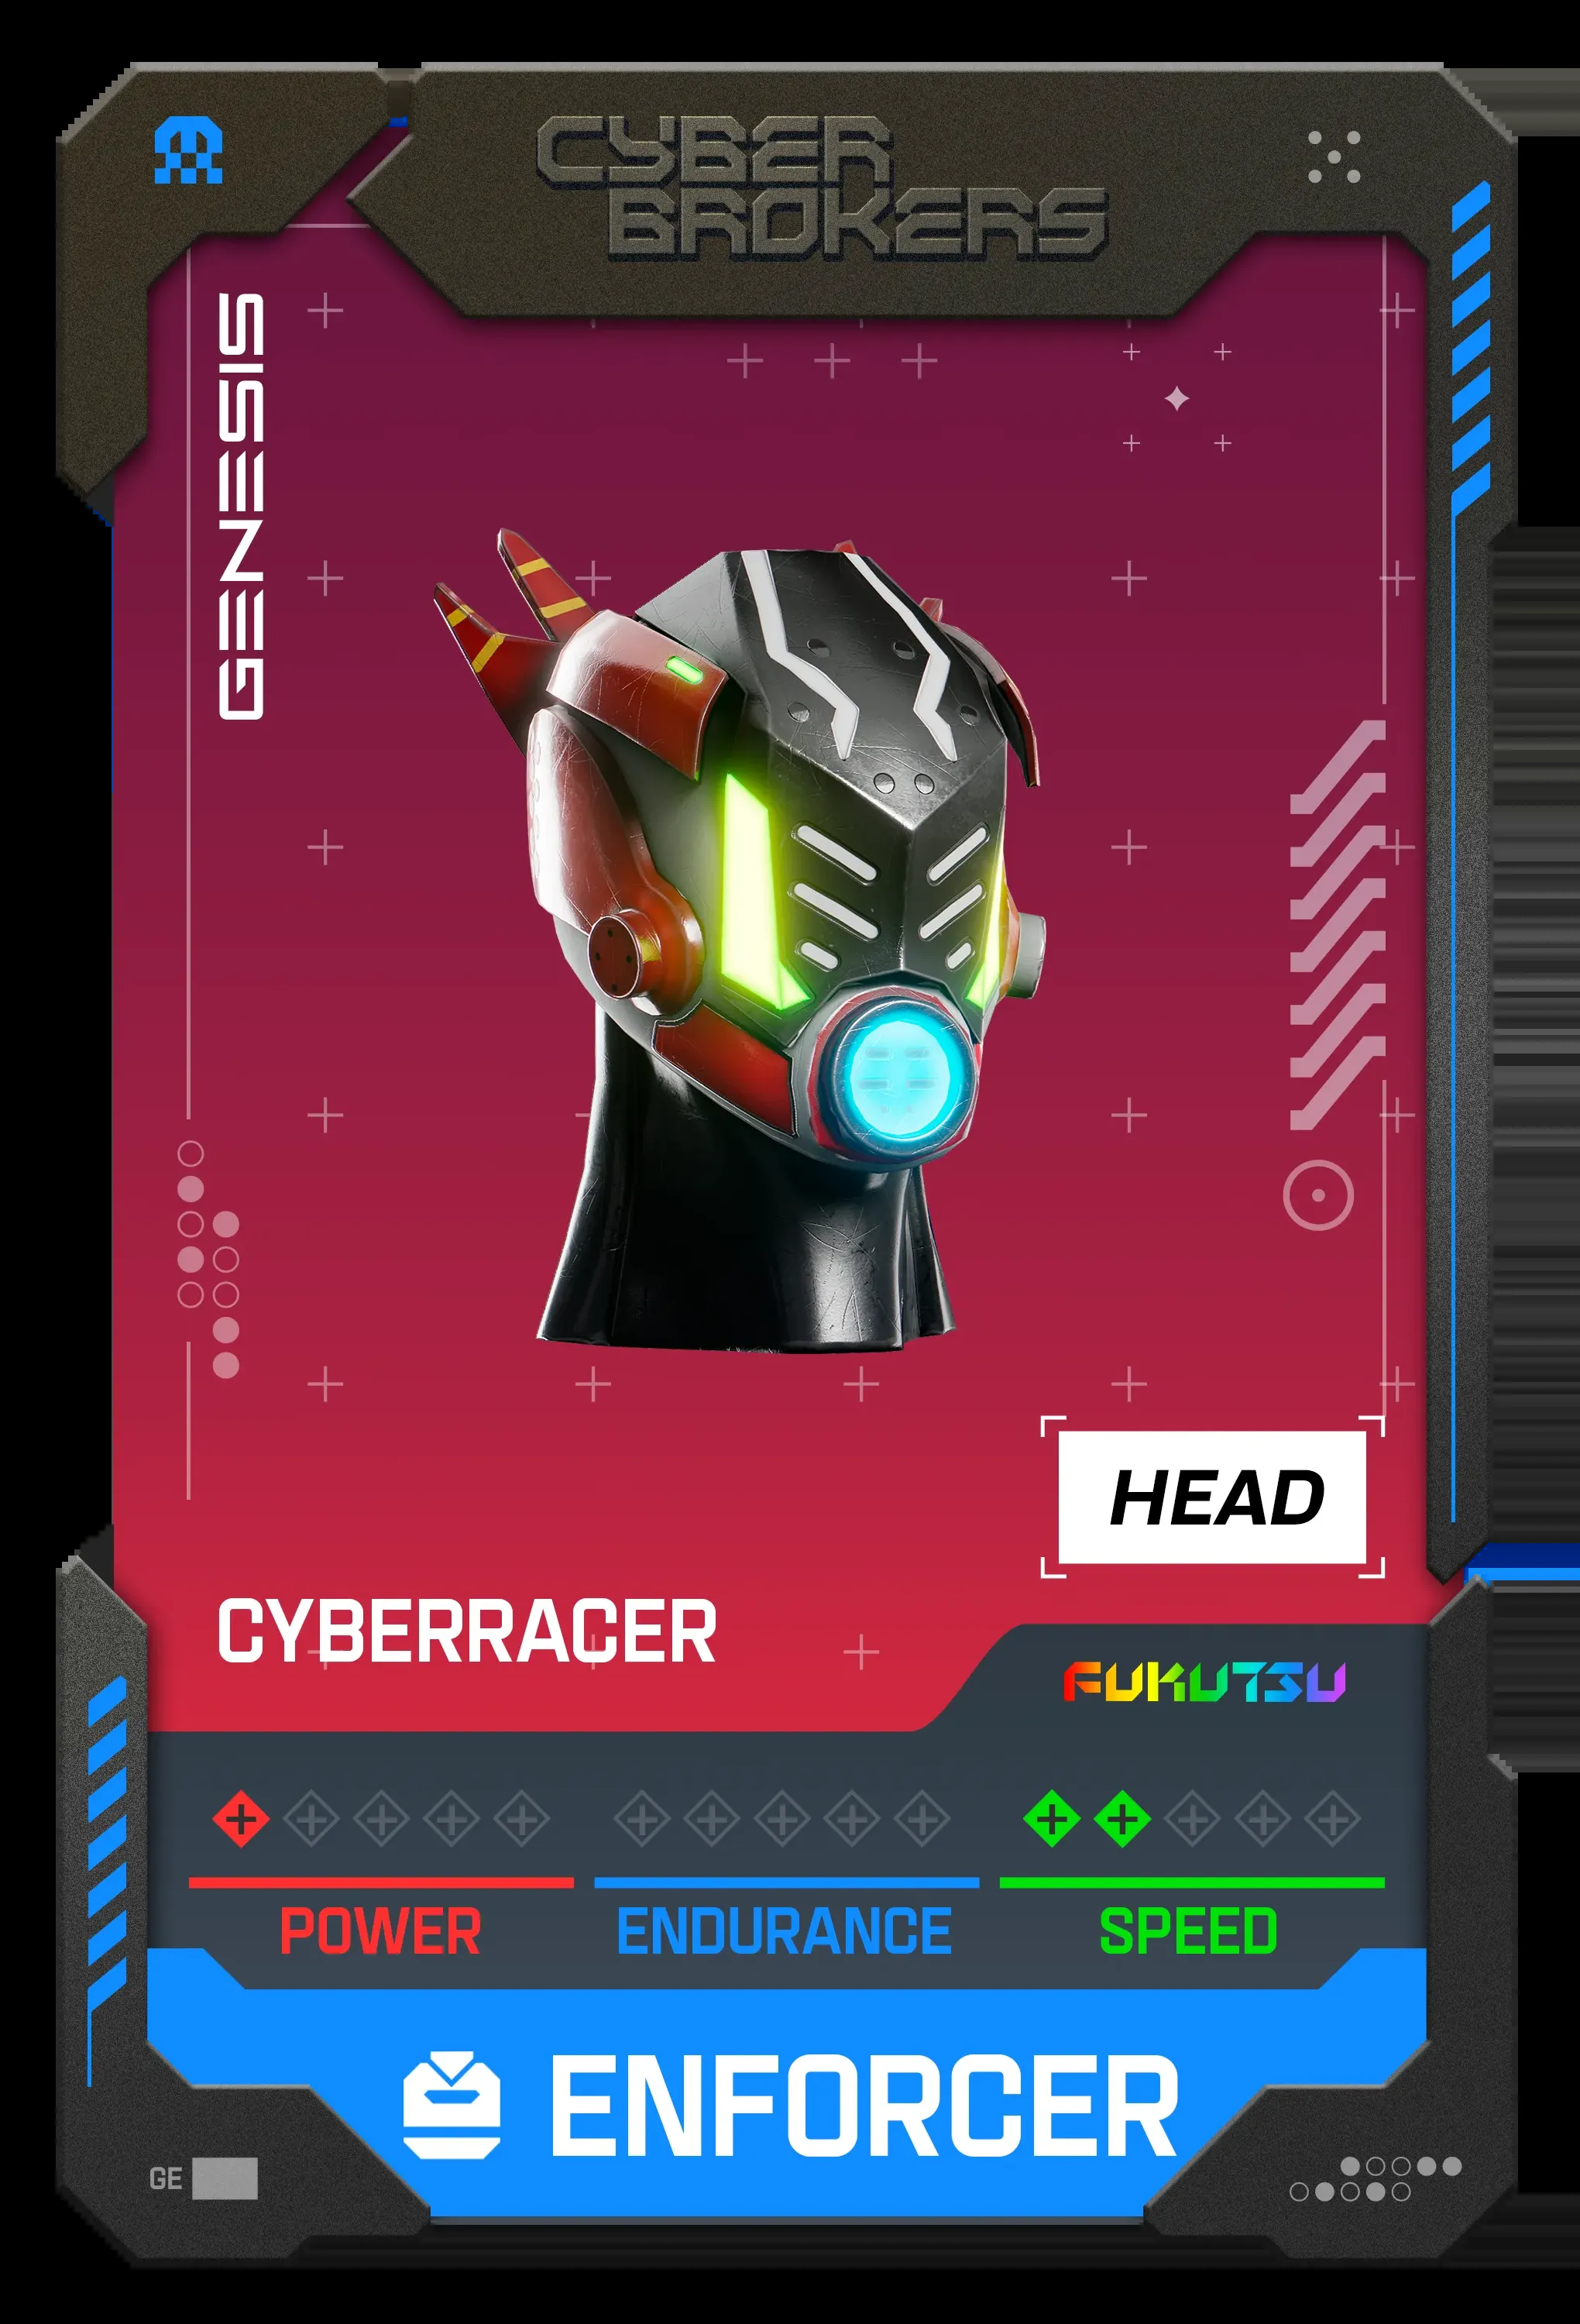 CYBER
BROKERS
GENESIS
HEAD
CYBERRACER
FUKUTSU
POWER
ENDURANCE
SPEED
ENFORCER
GE